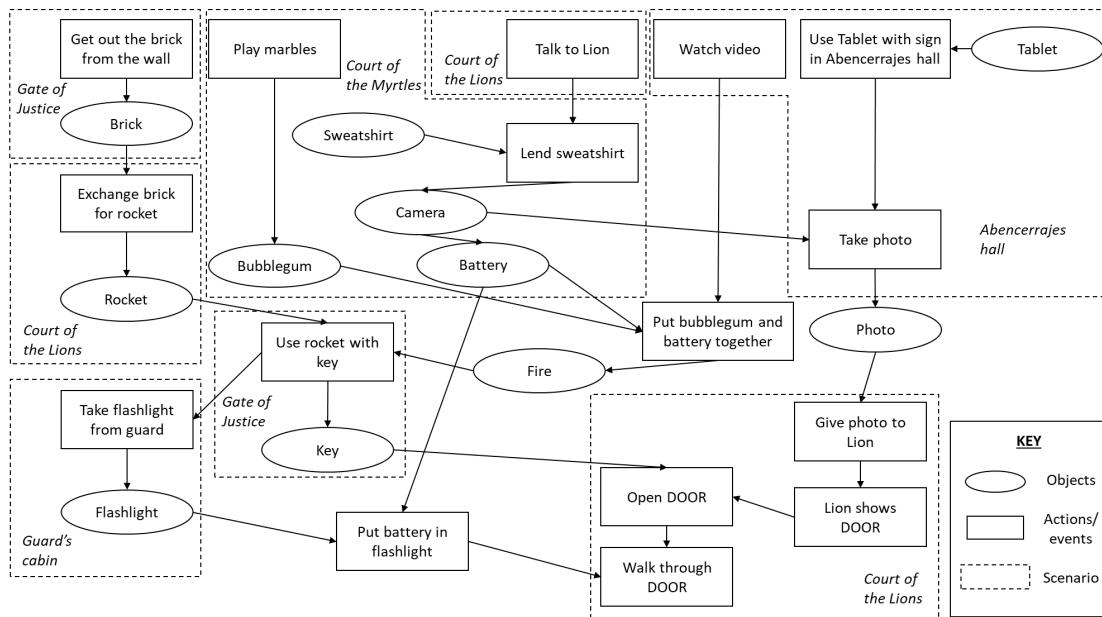 Get out the brick
from the wall
Gate of
Justice
Brick
Play marbles
Court of
the Myrtles
Court of
the Lions
Talk to Lion
Watch video
Use Tablet with sign
in Abencerrajes hall
Tablet
Sweatshirt
Lend sweatshirt
Exchange brick
for rocket
Camera
Take photo
Abencerrajes
hall
Bubblegum
Battery
Rocket
Court of
the Lions
Use rocket with
key
Put bubblegum and
battery together
Photo
Fire
Take flashlight
from guard
Gate of
Justice
Key
Give photo to
Lion
Flashlight
Guard's
cabin
Put battery in
flashlight
Open DOOR
Lion shows
DOOR
Walk through
DOOR
Court of
the Lions
KEY
Objects
Actions/
events
Scenario